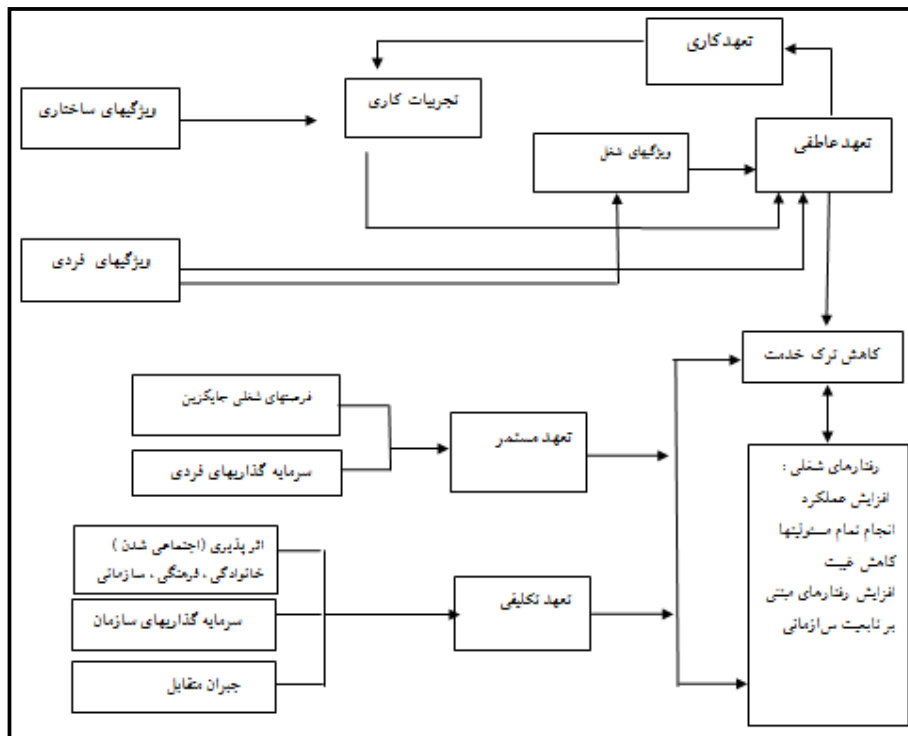 تعهدکاری
تجربیات کاری
ویژگیهای ساختاری
تعهد عاطفی
ویژگیهای شغل
ویژگیهای فردی
کاهش ترک خدمت
فرصتهای شغلی جایگزین
تعهد مستمر
سرمایه گذاریهای فردی
رفتارهای شغلی :
افزایش عملکرد
انجام تمام مسئولیتها
کاهش غیبت
افزایش رفتارهای مبتنی
بر تابعیت سازمانی
اثر پذیری (اجتماعی شدن )
خانوادگی ، فرهنگی ، سازمانی
تعهد تکلیفی
سرمایه گذاریهای سازمان
جبران متقابل